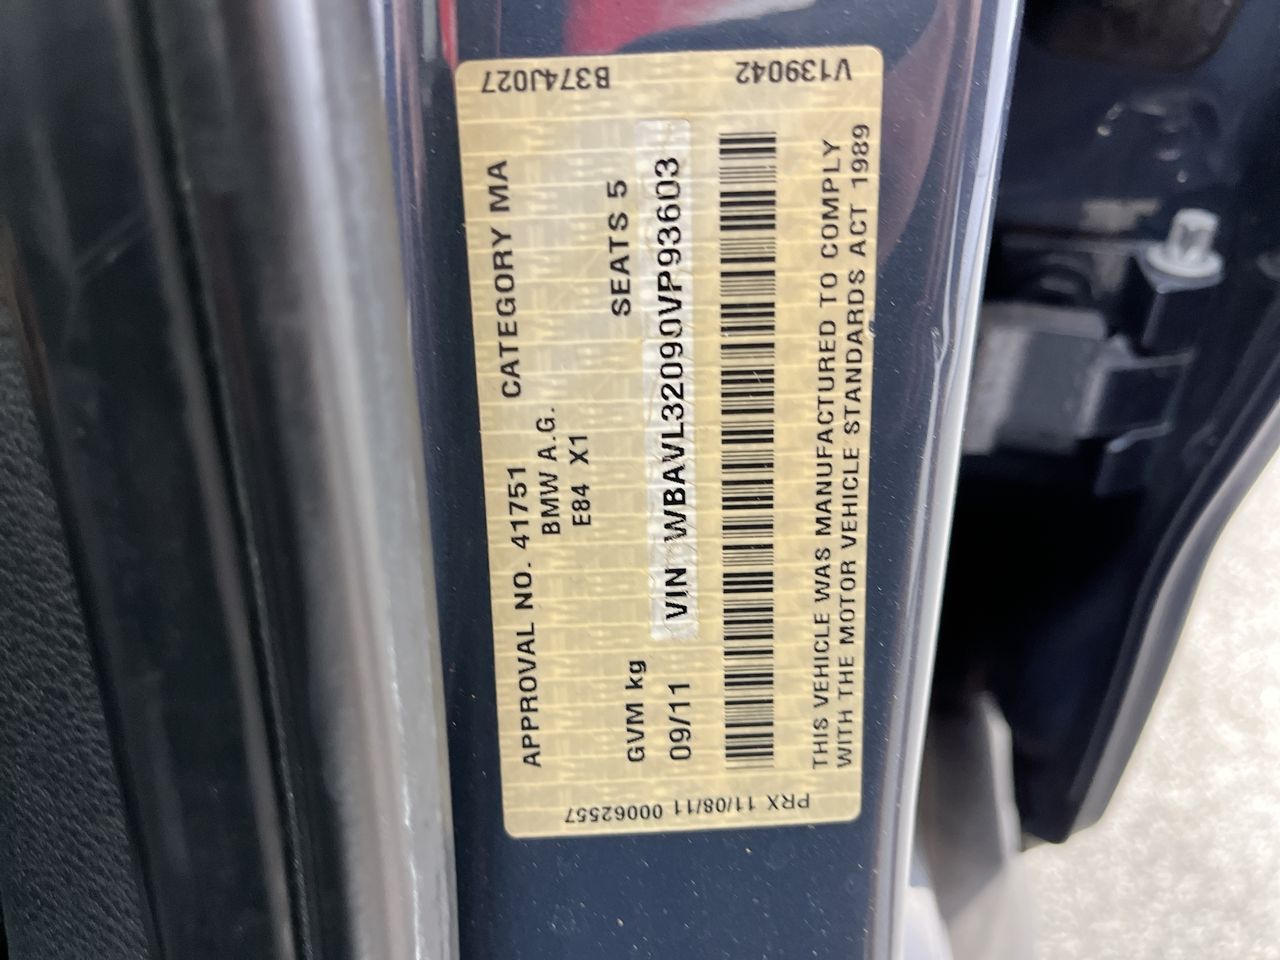 APPROVAL NO. 41751 CATEGORY MA
BMW A.G.
E84 X1
GVM kg SEATS 5
09/11 VIN WBAVL32090VP93603
THIS VEHICLE WAS MANUFACTURED TO COMPLY
WITH THE MOTOR VEHICLE STANDARDS ACT 1989
B374J027
V139042
PRX 11/08/11 00062557